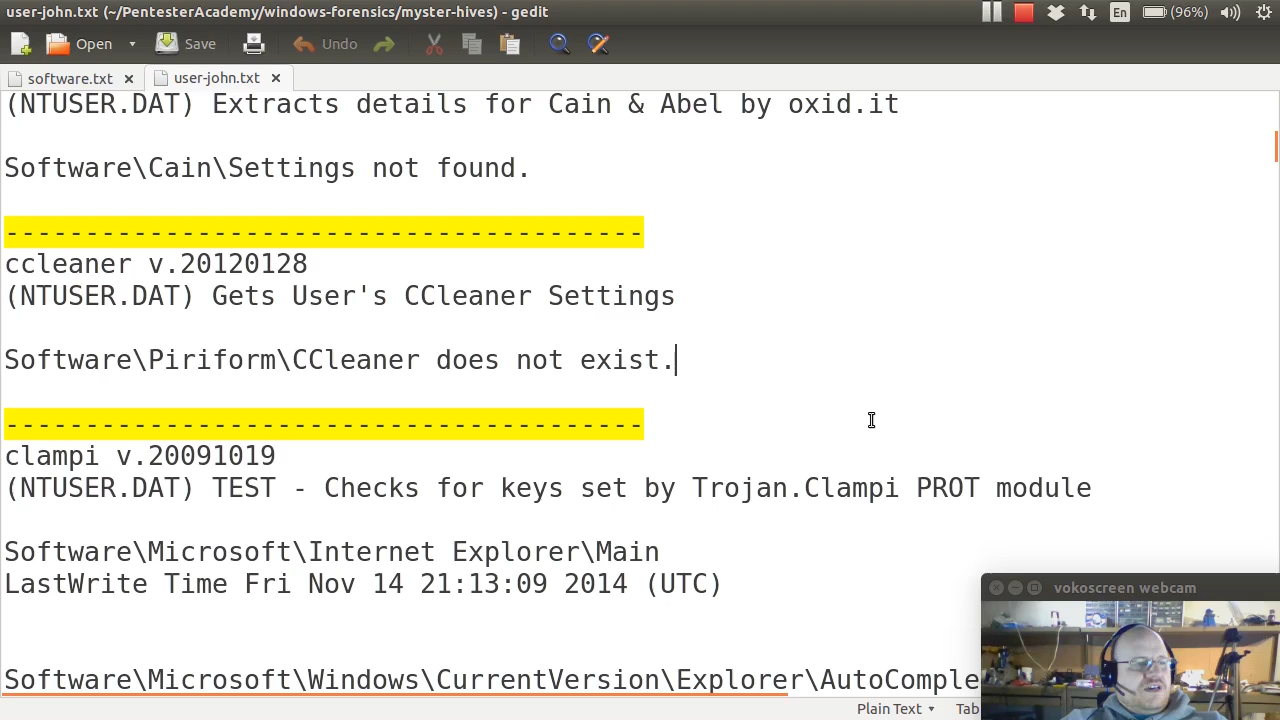 user-john.txt (~/PentesterAcademy/windows-forensics/myster-hives) - gedit
En (96%)
Open Save Undo
software.txt user-john.txt
(NTUSER.DAT) Extracts details for Cain & Abel by oxid.it
Software\Cain\Settings not found.
----------------------------------------
ccleaner v.20120128
(NTUSER.DAT) Gets User's CCleaner Settings
Software\Piriform\CCleaner does not exist.
----------------------------------------
clampi v.20091019
(NTUSER.DAT) TEST - Checks for keys set by Trojan.Clampi PROT module
Software\Microsoft\Internet Explorer\Main
LastWrite Time Fri Nov 14 21:13:09 2014 (UTC)
vokoscreen webcam
Software\Microsoft\Windows\CurrentVersion\Explorer\AutoComple
Plain Text Tab